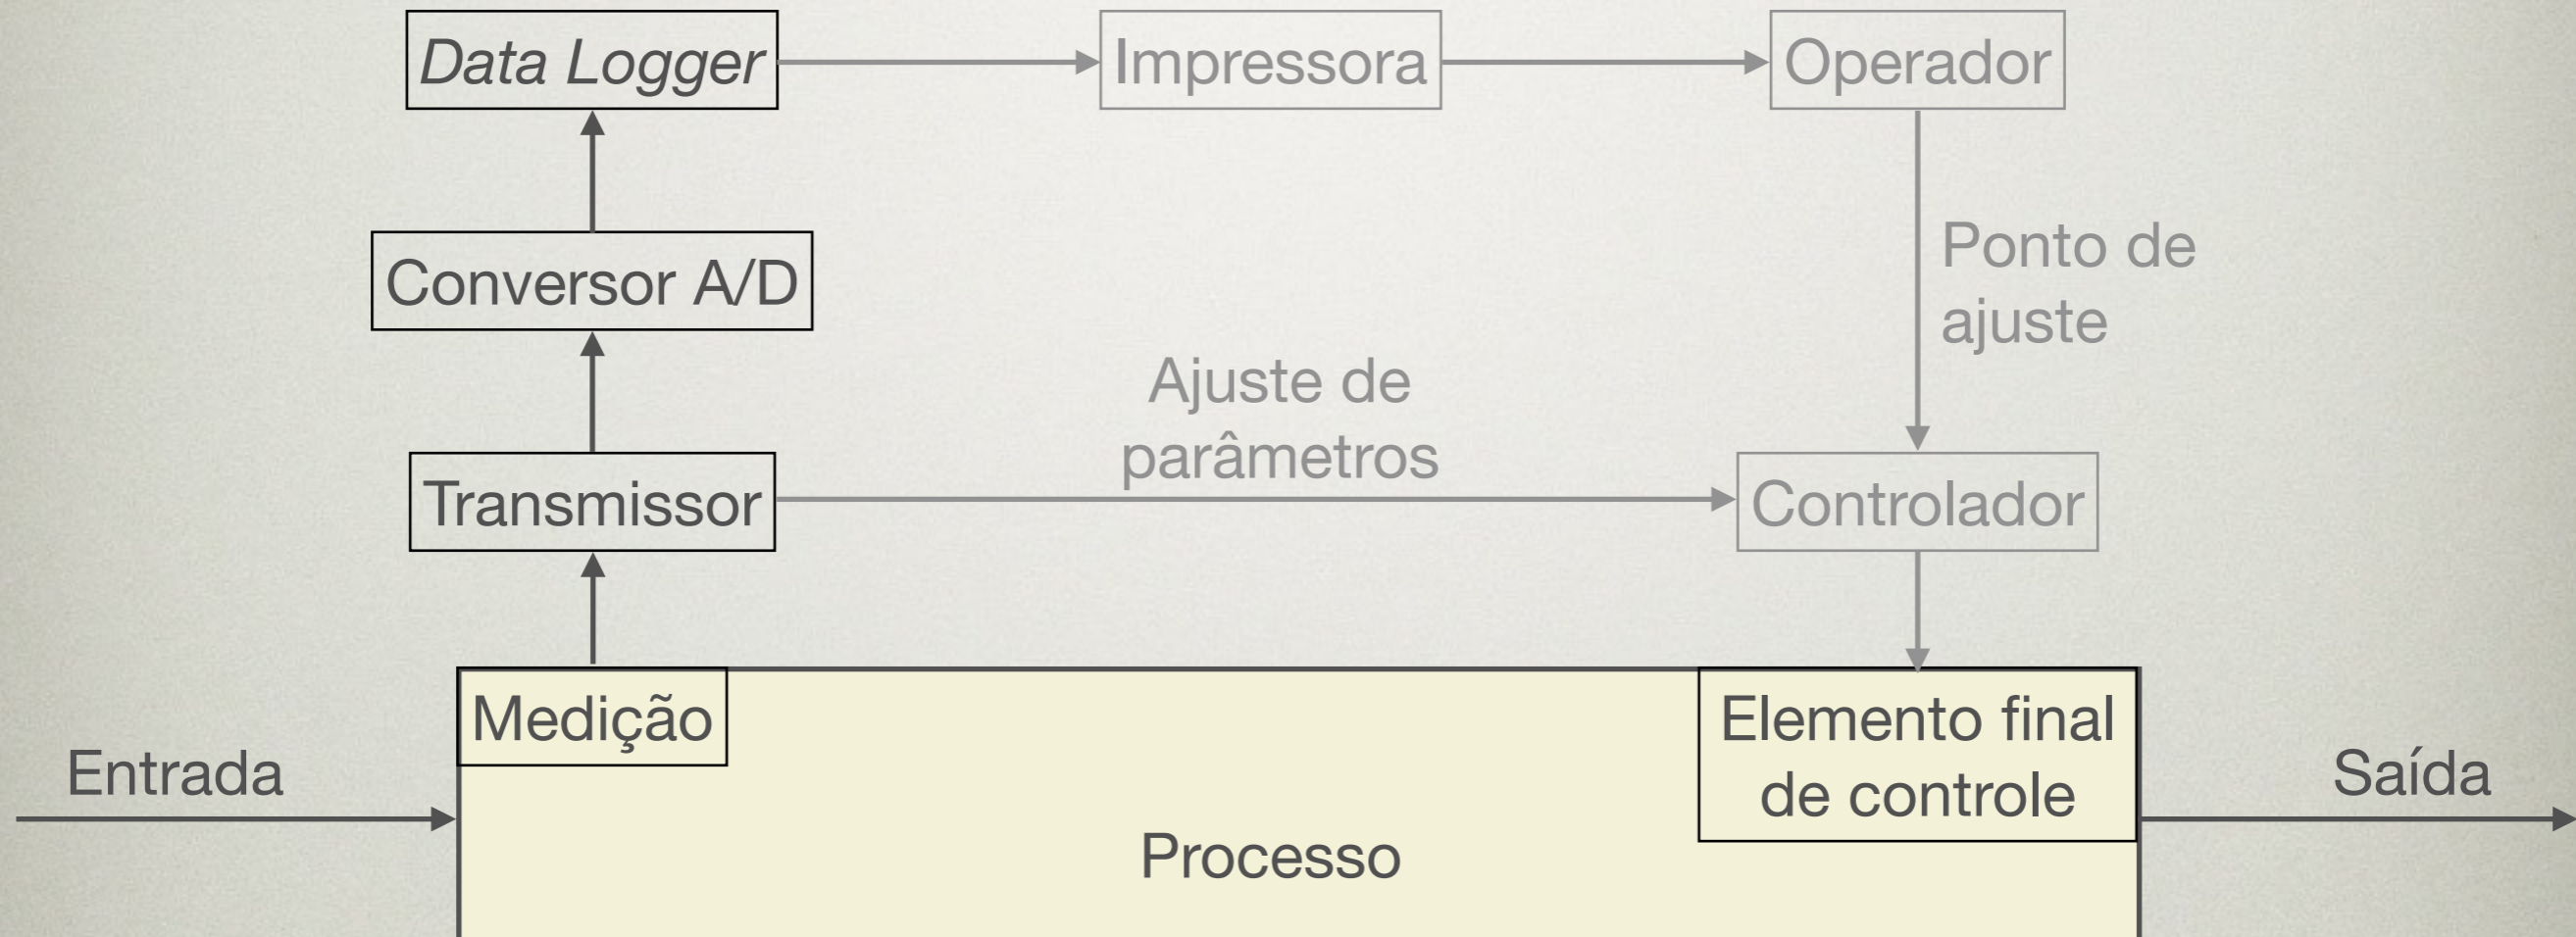 Data Logger
Impressora
Operador
Conversor A/D
Ponto de
ajuste
Ajuste de
parâmetros
Transmissor
Controlador
Medição
Elemento final
de controle
Entrada
Saída
Processo